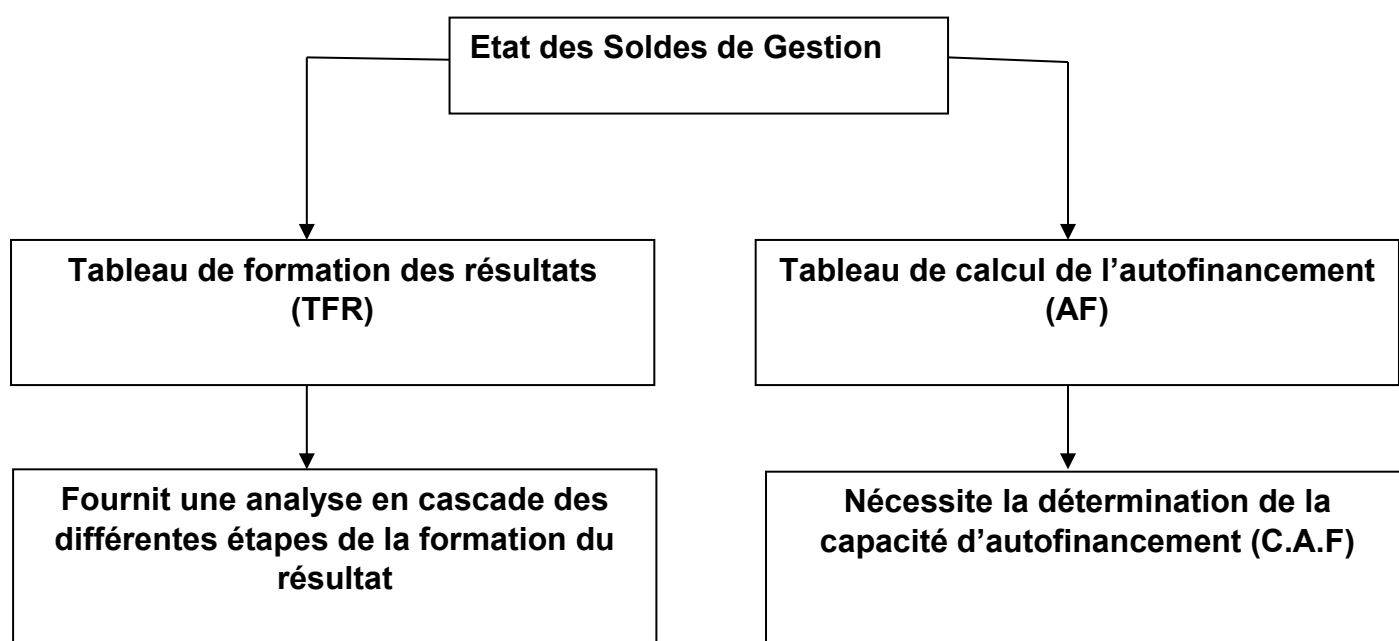 Etat des Soldes de Gestion
Tableau de formation des résultats
(TFR)
Tableau de calcul de l’autofinancement
(AF)
Fournit une analyse en cascade des
différentes étapes de la formation du
résultat
Nécessite la détermination de la
capacité d’autofinancement (C.A.F)